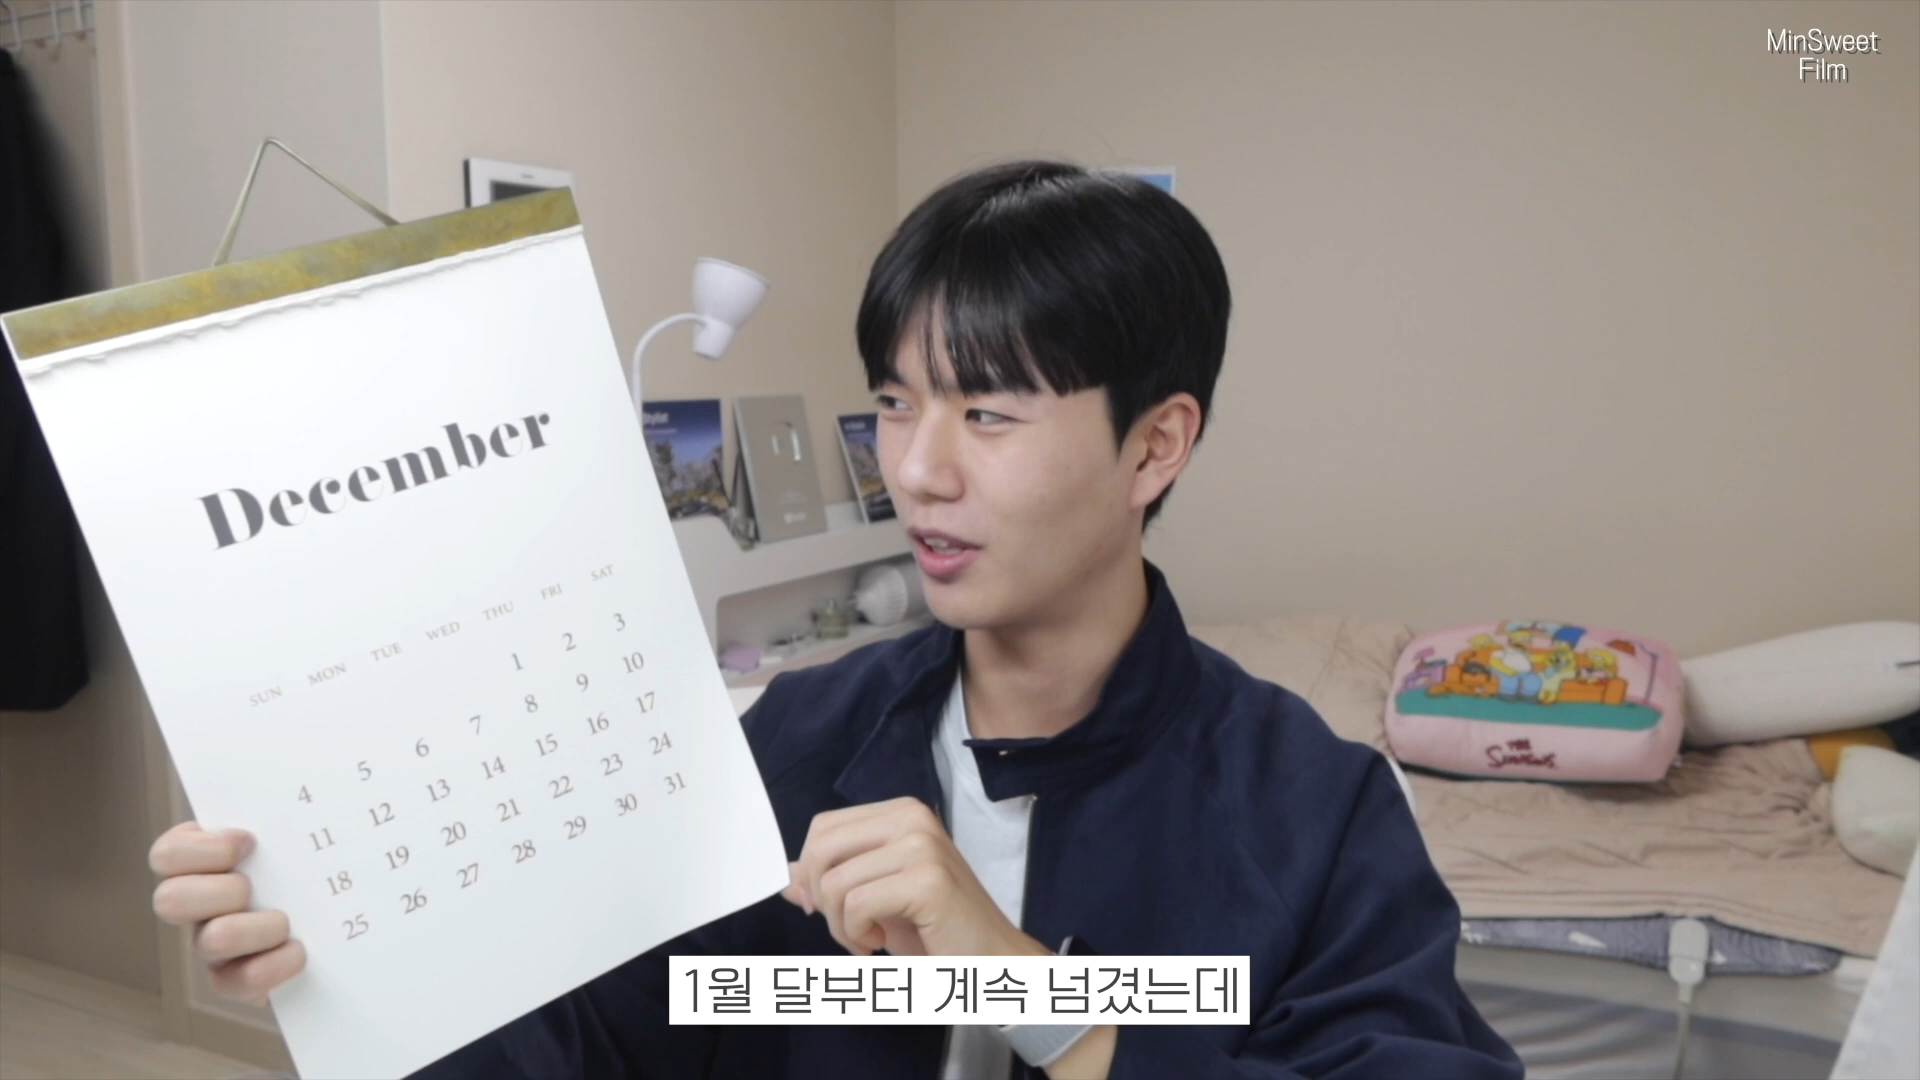 MinSweet
Film
December
SUN MON TUE WED THU FRI SAT
1 2 3
4 5 6 7 8 9 10
11 12 13 14 15 16 17
18 19 20 21 22 23 24
25 26 27 28 29 30 31
THE
SIMPSONS
1월 달부터 계속 넘겼는데